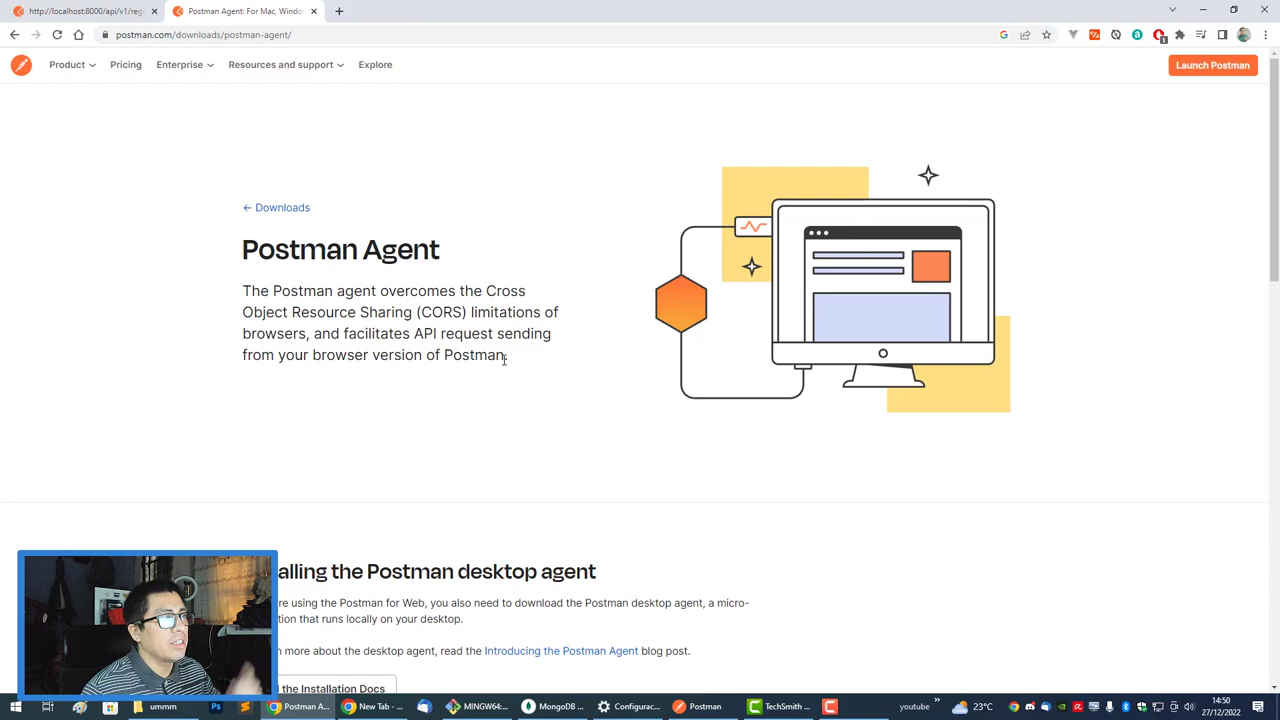 http://localhost:8000/api/v1/regi
Postman Agent: For Mac, Windo
postman.com/downloads/postman-agent/
Product
Pricing
Enterprise
Resources and support
Explore
Launch Postman
← Downloads
Postman Agent
The Postman agent overcomes the Cross
Object Resource Sharing (CORS) limitations of
browsers, and facilitates API request sending
from your browser version of Postman.
alling the Postman desktop agent
re using the Postman for Web, you also need to download the Postman desktop agent, a micro-
tion that runs locally on your desktop.
n more about the desktop agent, read the Introducing the Postman Agent blog post.
the Installation Docs
ummm
Postman A...
New Tab - ...
MINGW64:...
MongoDB ...
Configurac...
Postman
TechSmith ...
youtube
23°C
14:50
27/12/2022